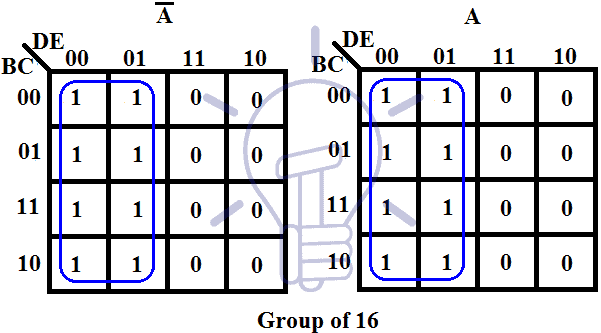 A̅ A
DE DE
BC 00 01 11 10 BC 00 01 11 10
00 1 1 0 0 00 1 1 0 0
01 1 1 0 0 01 1 1 0 0
11 1 1 0 0 11 1 1 0 0
10 1 1 0 0 10 1 1 0 0
Group of 16